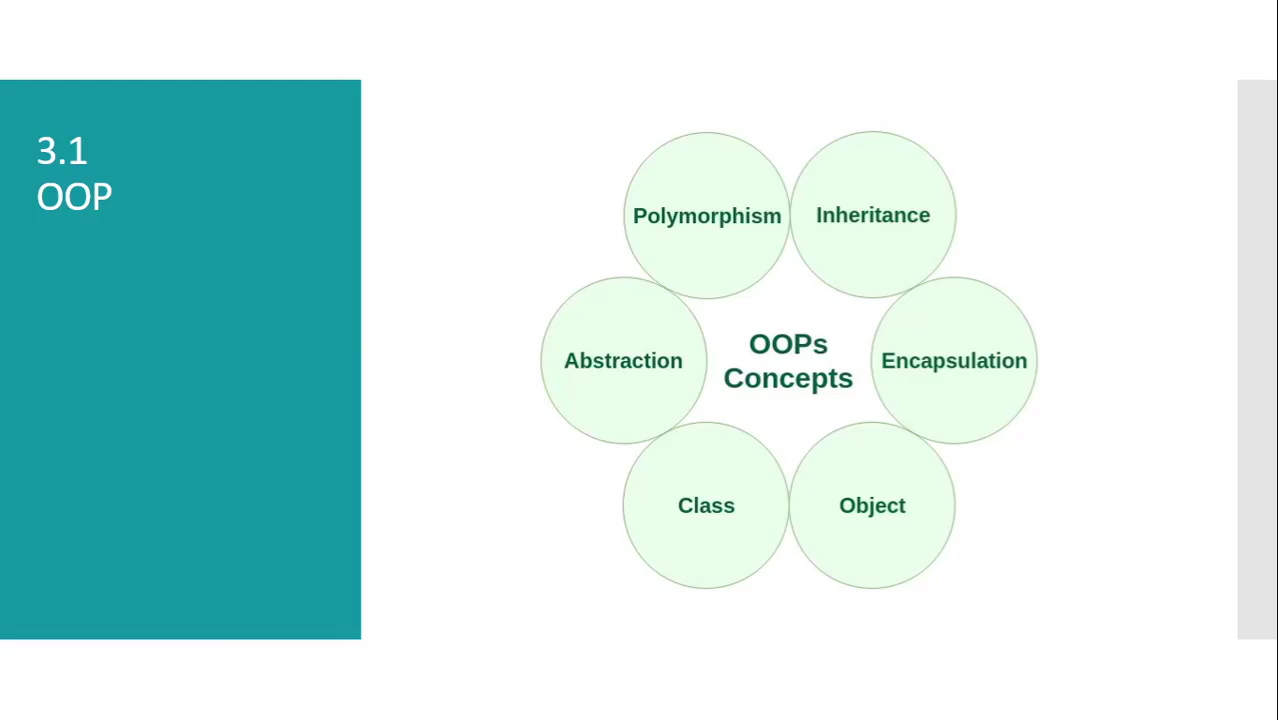 3.1
OOP
Polymorphism
Inheritance
Abstraction
OOPs
Concepts
Encapsulation
Class
Object